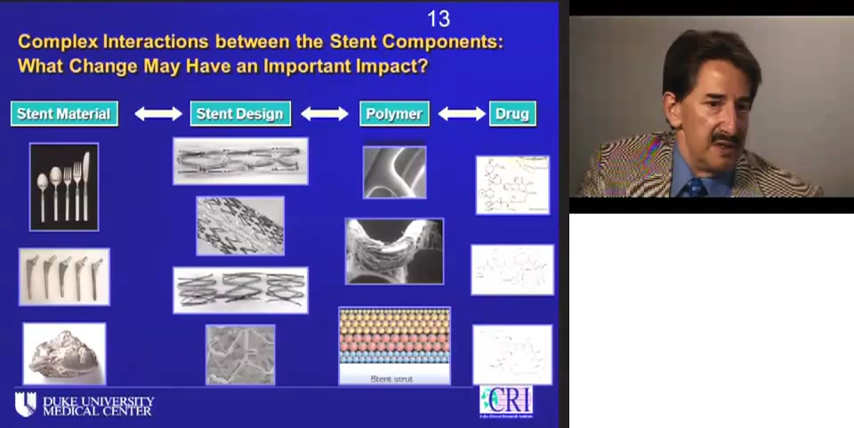 13
Complex Interactions between the Stent Components:
What Change May Have an Important Impact?
Stent Material
Stent Design
Polymer
Drug
Stent strut
DUKE UNIVERSITY
MEDICAL CENTER
CRI